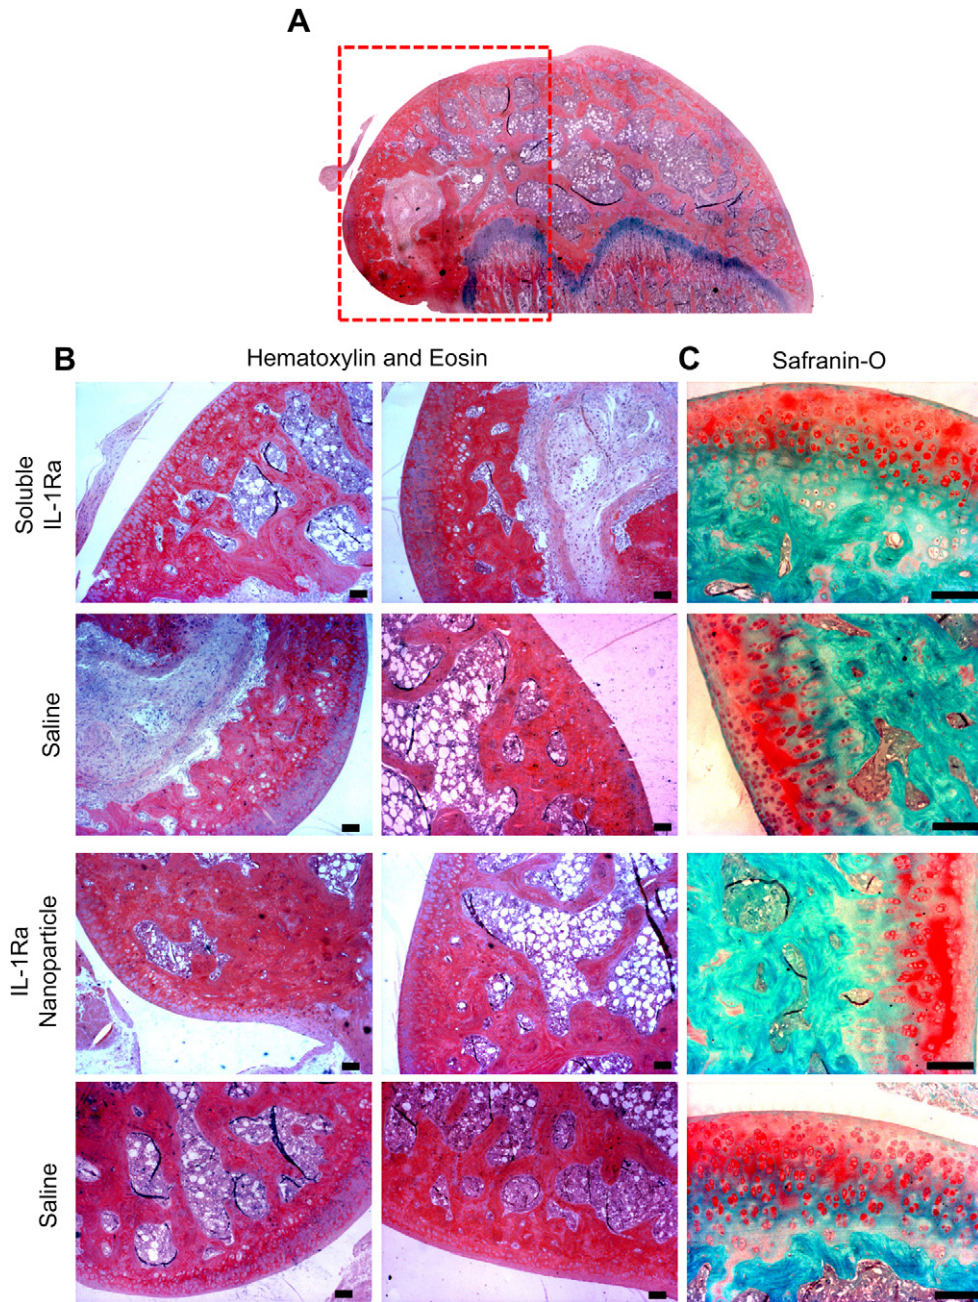 A
B
Hematoxylin and Eosin
C
Safranin-O
Soluble
IL-1Ra
Saline
IL-1Ra
Nanoparticle
Saline